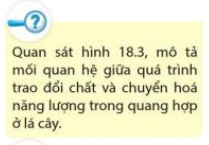 Quan sát hình 18.3, mô tả
mối quan hệ giữa quá trình
trao đổi chất và chuyển hoá
năng lượng trong quang hợp
ở lá cây.